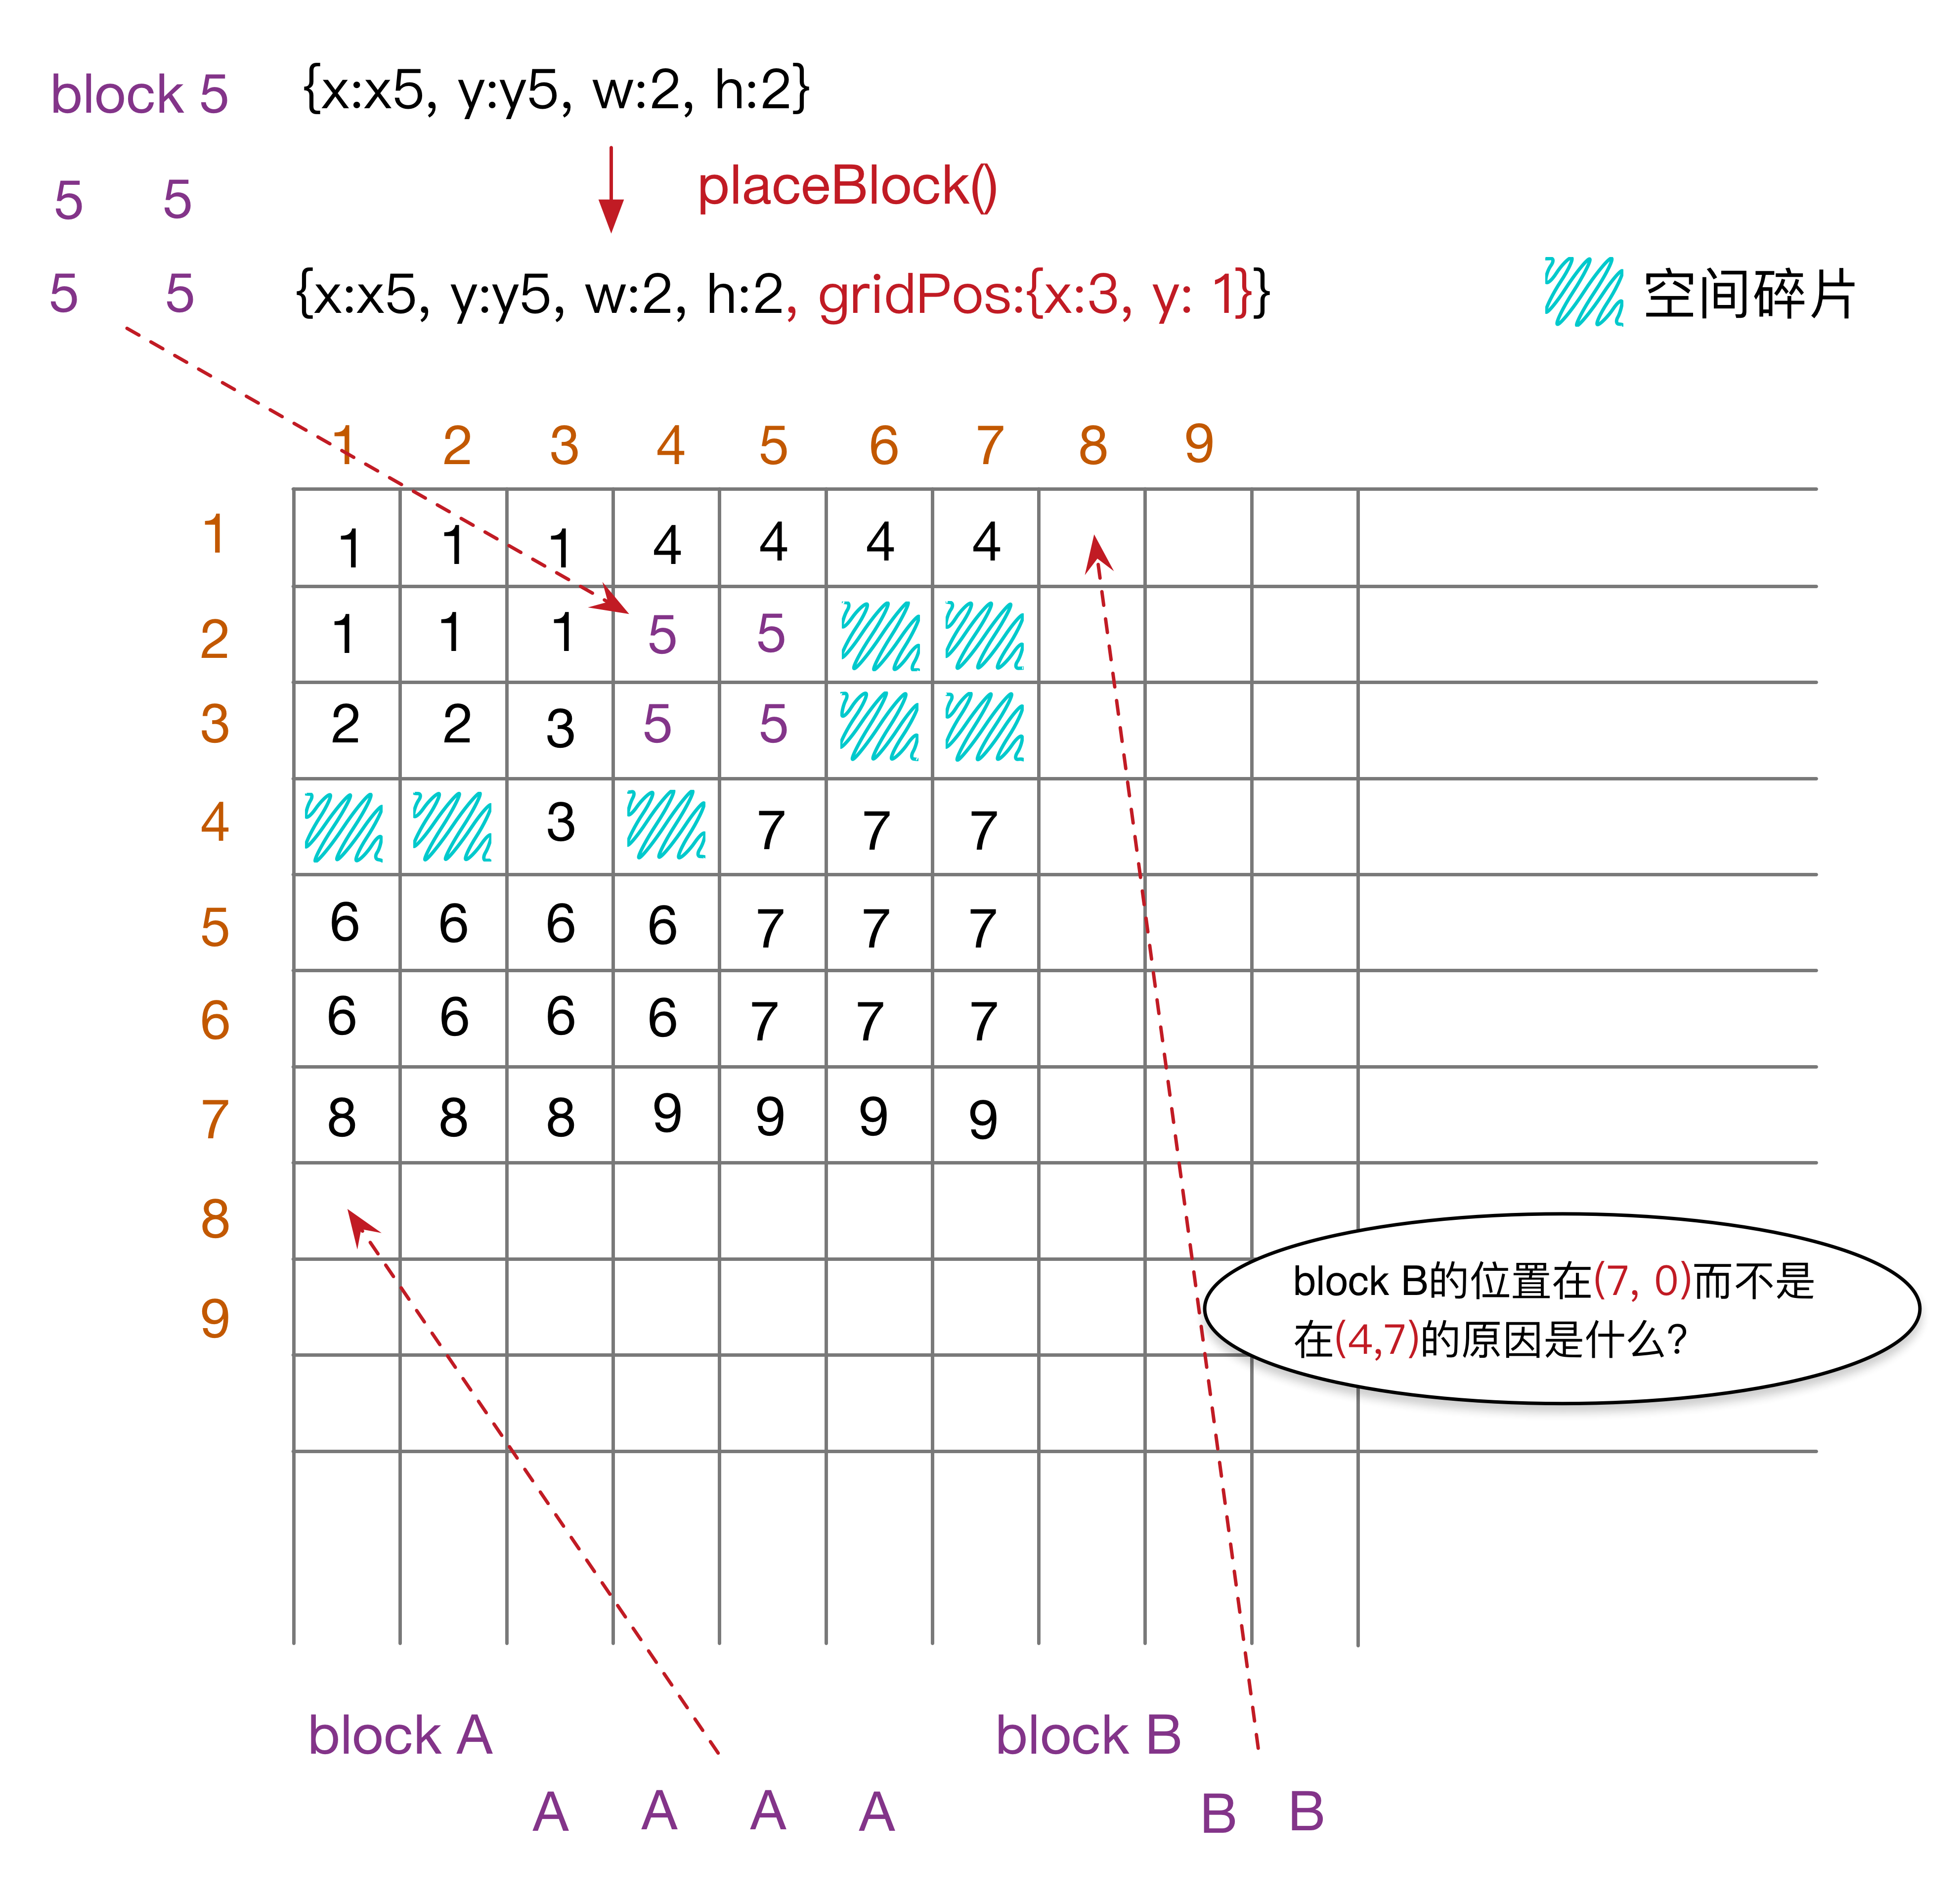 block 5 {x:x5, y:y5, w:2, h:2}
5 5 placeBlock()
5 5 {x:x5, y:y5, w:2, h:2, gridPos:{x:3, y: 1}} 空间碎片
1 2 3 4 5 6 7 8 9
1 1 1 1 4 4 4 4
2 1 1 1 5 5
3 2 2 3 5 5
4 3 7 7 7
5 6 6 6 6 7 7 7
6 6 6 6 6 7 7 7
7 8 8 8 9 9 9 9
8
9
block B的位置在(7, 0)而不是
在(4,7)的原因是什么?
block A block B
A A A A B B